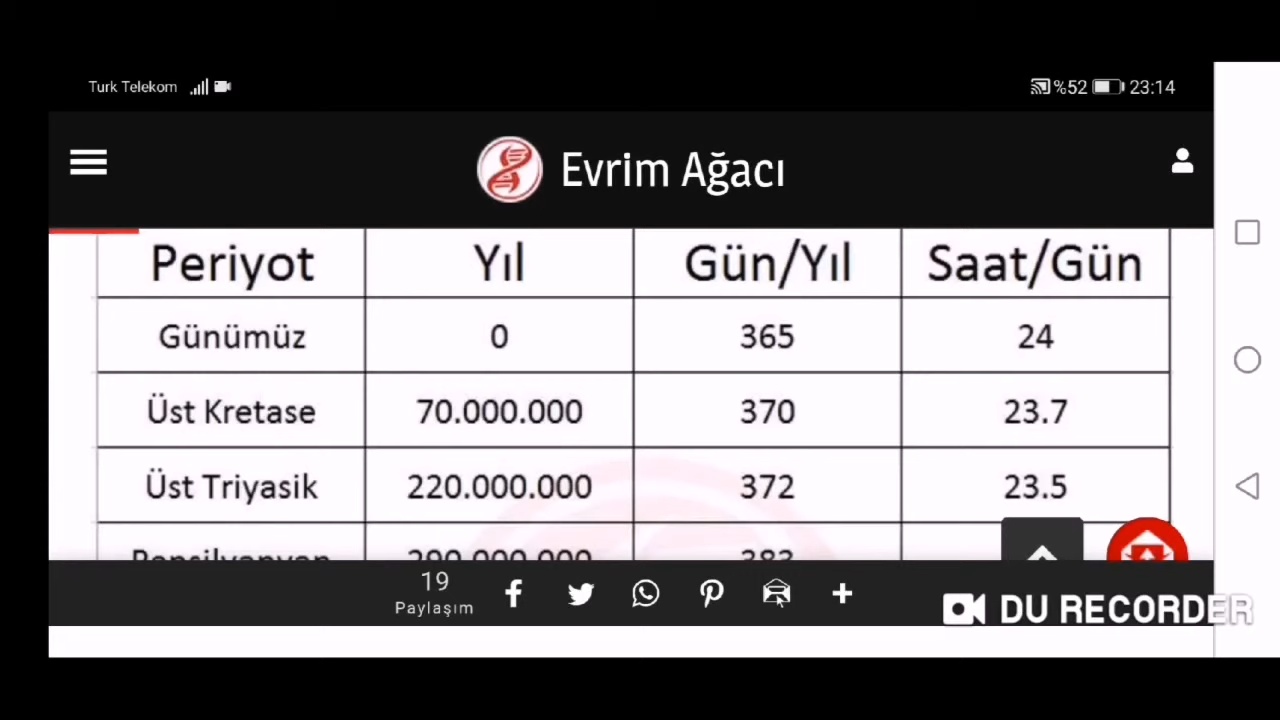 Turk Telekom %52 23:14
Evrim Ağacı
Periyot Yıl Gün/Yıl Saat/Gün
Günümüz 0 365 24
Üst Kretase 70.000.000 370 23.7
Üst Triyasik 220.000.000 372 23.5
19
Paylaşım
DU RECORDER